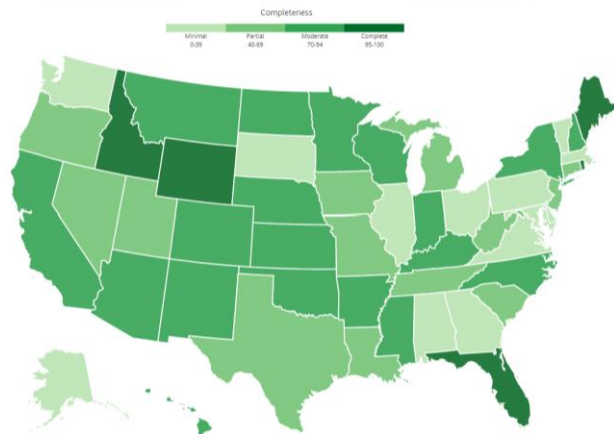 Completeness
Minimal Partial Moderate Complete
0-39 40-69 70-94 95-100